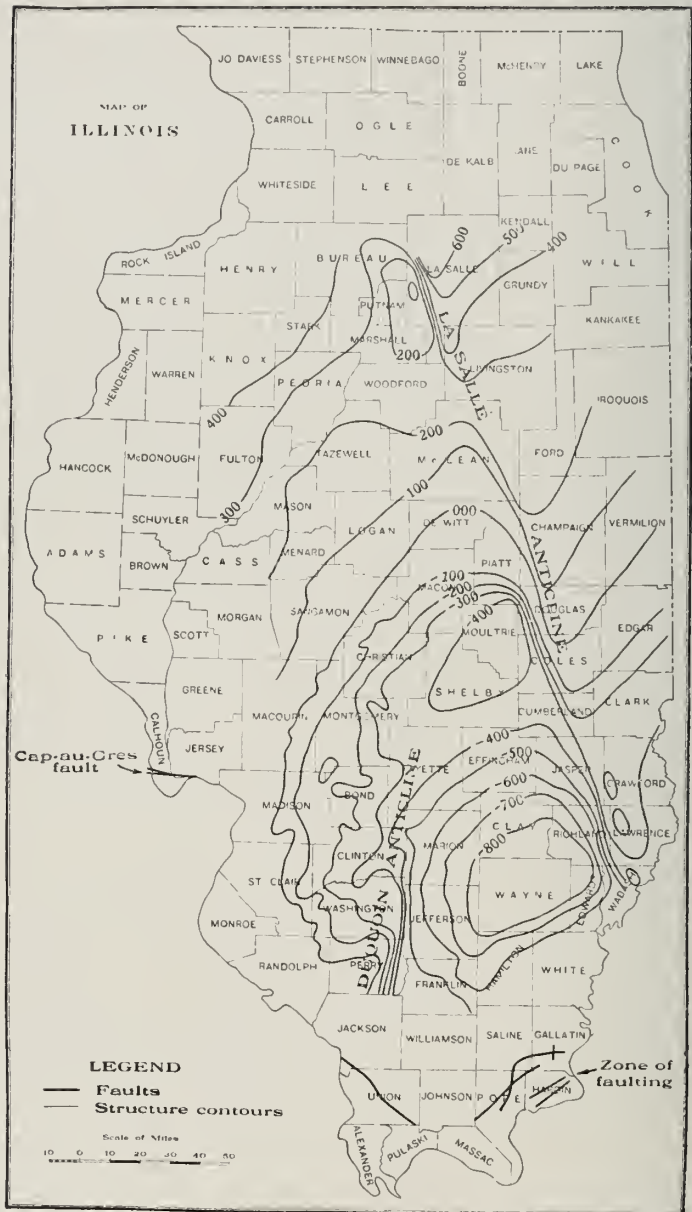 MAP OF
ILLINOIS
JO DAVIESS
STEPHENSON
WINNEBAGO
BOONE
McHENRY
LAKE
CARROLL
OGLE
DE KALB
KANE
DU PAGE
COOK
WHITESIDE
LEE
KENDALL
600
500
400
ROCK ISLAND
HENRY
BUREAU
LA SALLE
GRUNDY
WILL
MERCER
PUTNAM
STARK
MARSHALL
200
KANKAKEE
HENDERSON
WARREN
KNOX
PEORIA
WOODFORD
LIVINGSTON
LA SALLE
ANTICLINE
IROQUOIS
400
300
200
HANCOCK
McDONOUGH
FULTON
TAZEWELL
McLEAN
FORD
100
000
SCHUYLER
MASON
LOGAN
DE WITT
CHAMPAIGN
VERMILION
ADAMS
BROWN
CASS
MENARD
PIATT
-100
-200
-300
-400
MACON
DOUGLAS
EDGAR
PIKE
SCOTT
MORGAN
SANGAMON
CHRISTIAN
MOULTRIE
COLES
SHELBY
GREENE
MACOUPIN
MONTGOMERY
CUMBERLAND
CLARK
CALHOUN
JERSEY
Cap-au-Gres
fault
-400
-500
-600
-700
-800
FAYETTE
EFFINGHAM
JASPER
CRAWFORD
MADISON
BOND
CLAY
RICHLAND
LAWRENCE
CLINTON
MARION
ST CLAIR
WASHINGTON
JEFFERSON
WAYNE
EDWARDS
WABASH
DUQUOIN ANTICLINE
MONROE
RANDOLPH
PERRY
FRANKLIN
HAMILTON
WHITE
JACKSON
WILLIAMSON
SALINE
GALLATIN
LEGEND
Faults
Structure contours
Scale of Miles
10 0 10 20 30 40 50
UNION
JOHNSON
POPE
HARDIN
Zone of
faulting
ALEXANDER
PULASKI
MASSAC